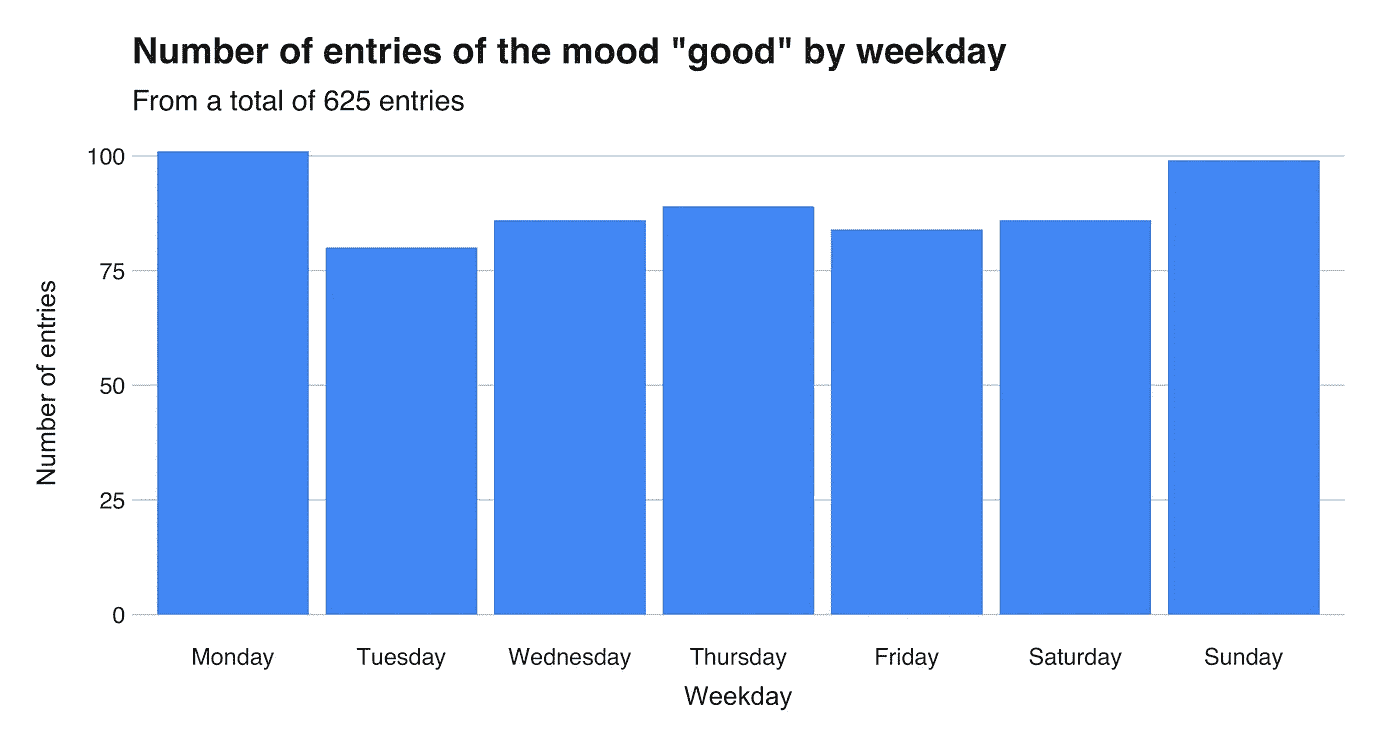 Number of entries of the mood "good" by weekday
From a total of 625 entries
100
75
50
25
0
Number of entries
Monday Tuesday Wednesday Thursday Friday Saturday Sunday
Weekday